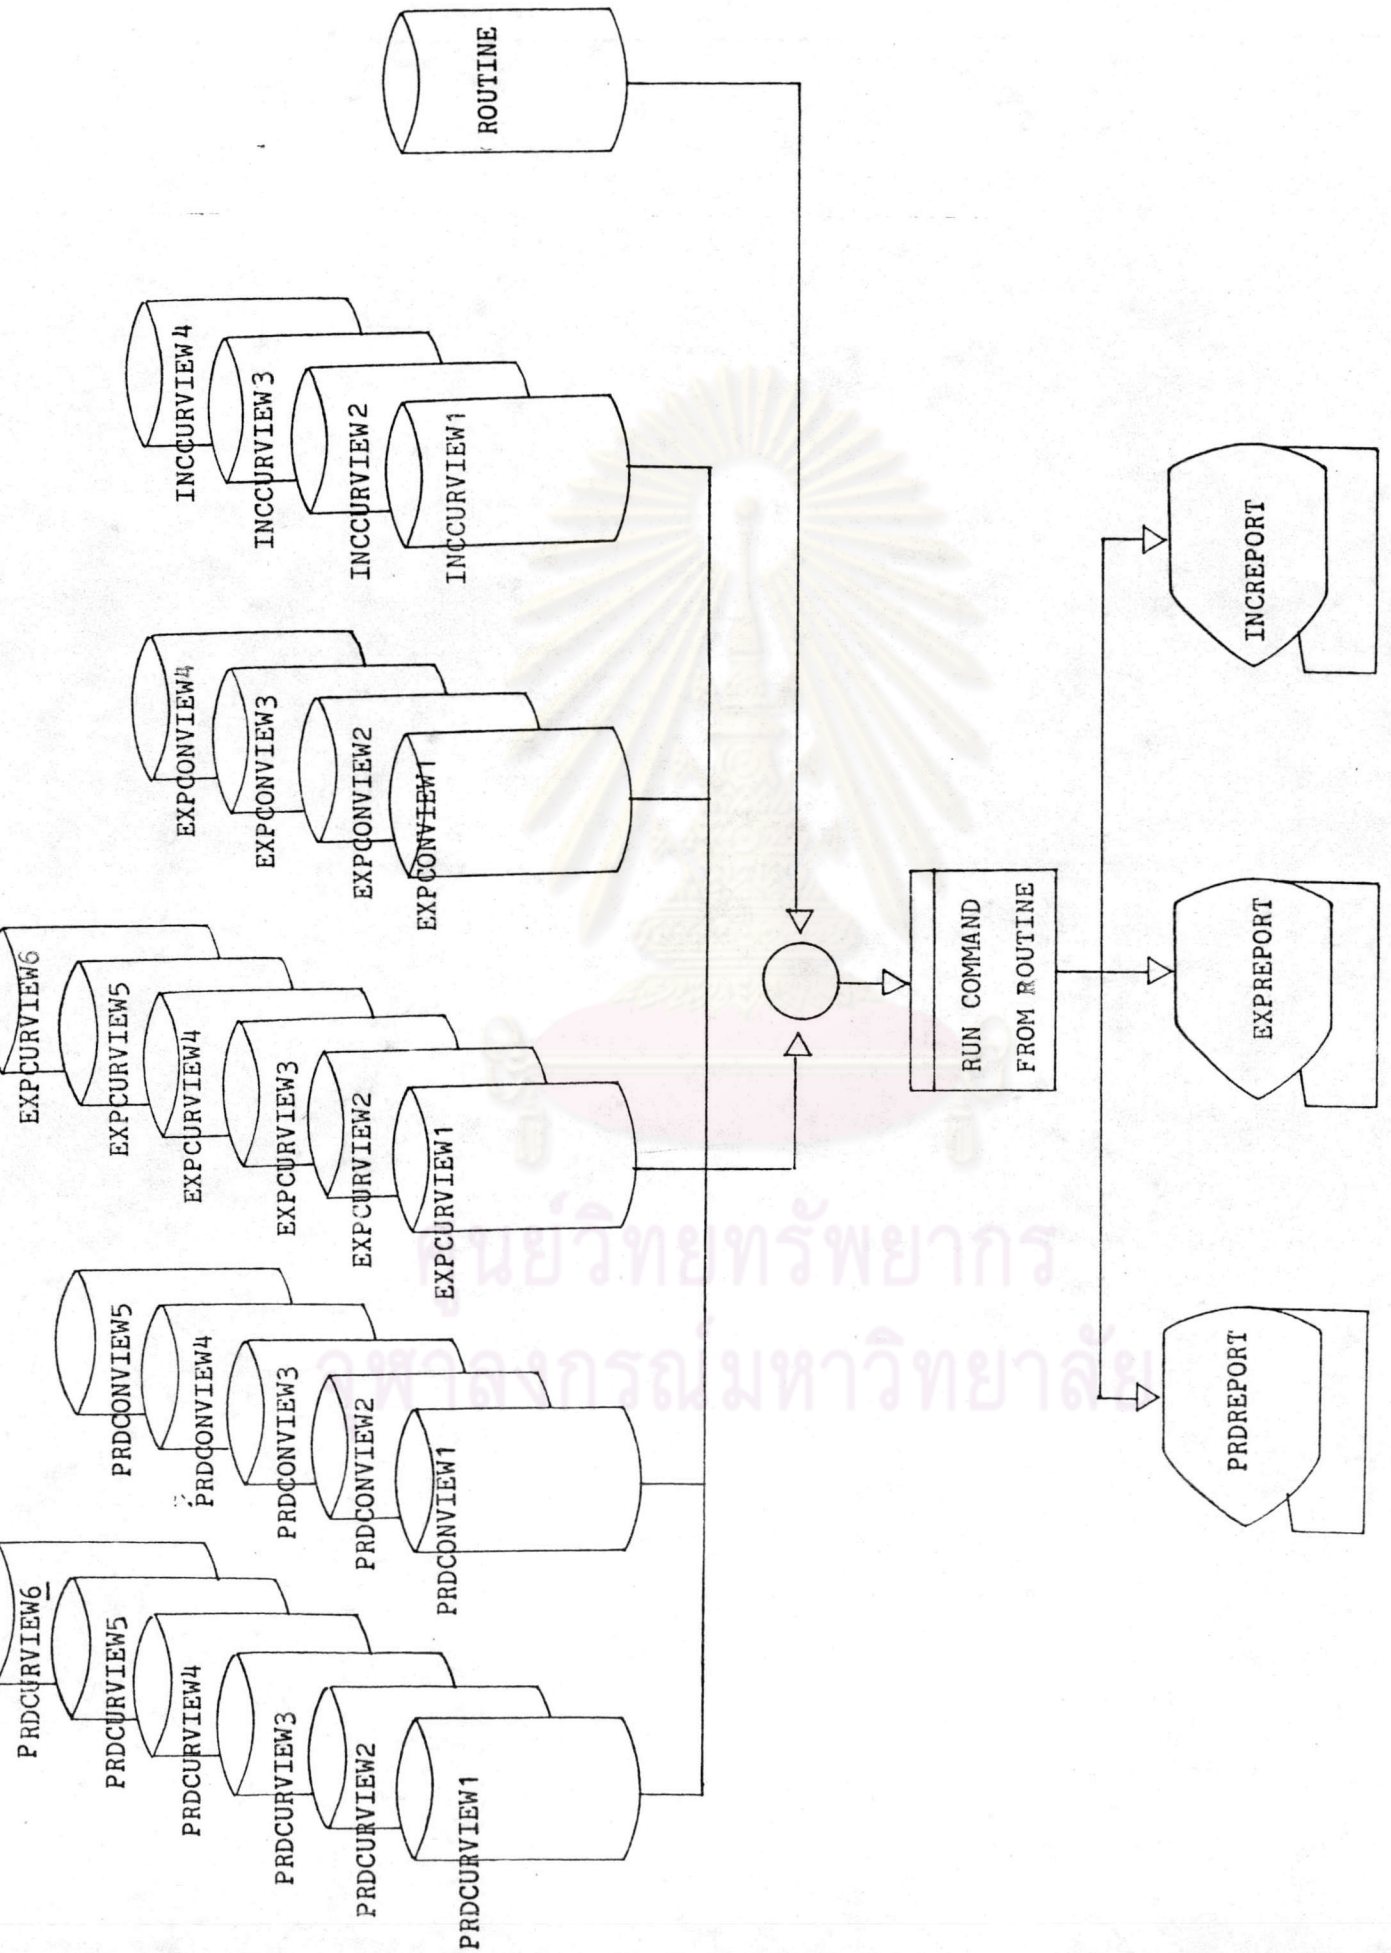 PRDCURVIEW6
PRDCURVIEW5
PRDCURVIEW4
PRDCURVIEW3
PRDCURVIEW2
PRDCURVIEW1
PRDCONVIEW5
PRDCONVIEW4
PRDCONVIEW3
PRDCONVIEW2
PRDCONVIEW1
EXPCURVIEW6
EXPCURVIEW5
EXPCURVIEW4
EXPCURVIEW3
EXPCURVIEW2
EXPCURVIEW1
EXPCONVIEW4
EXPCONVIEW3
EXPCONVIEW2
EXPCONVIEW1
INCCURVIEW4
INCCURVIEW3
INCCURVIEW2
INCCURVIEW1
ROUTINE
RUN COMMAND
FROM ROUTINE
PRDREPORT
EXPREPORT
INCREPORT
ศูนย์วิทยทรัพยากร
จุฬาลงกรณ์มหาวิทยาลัย